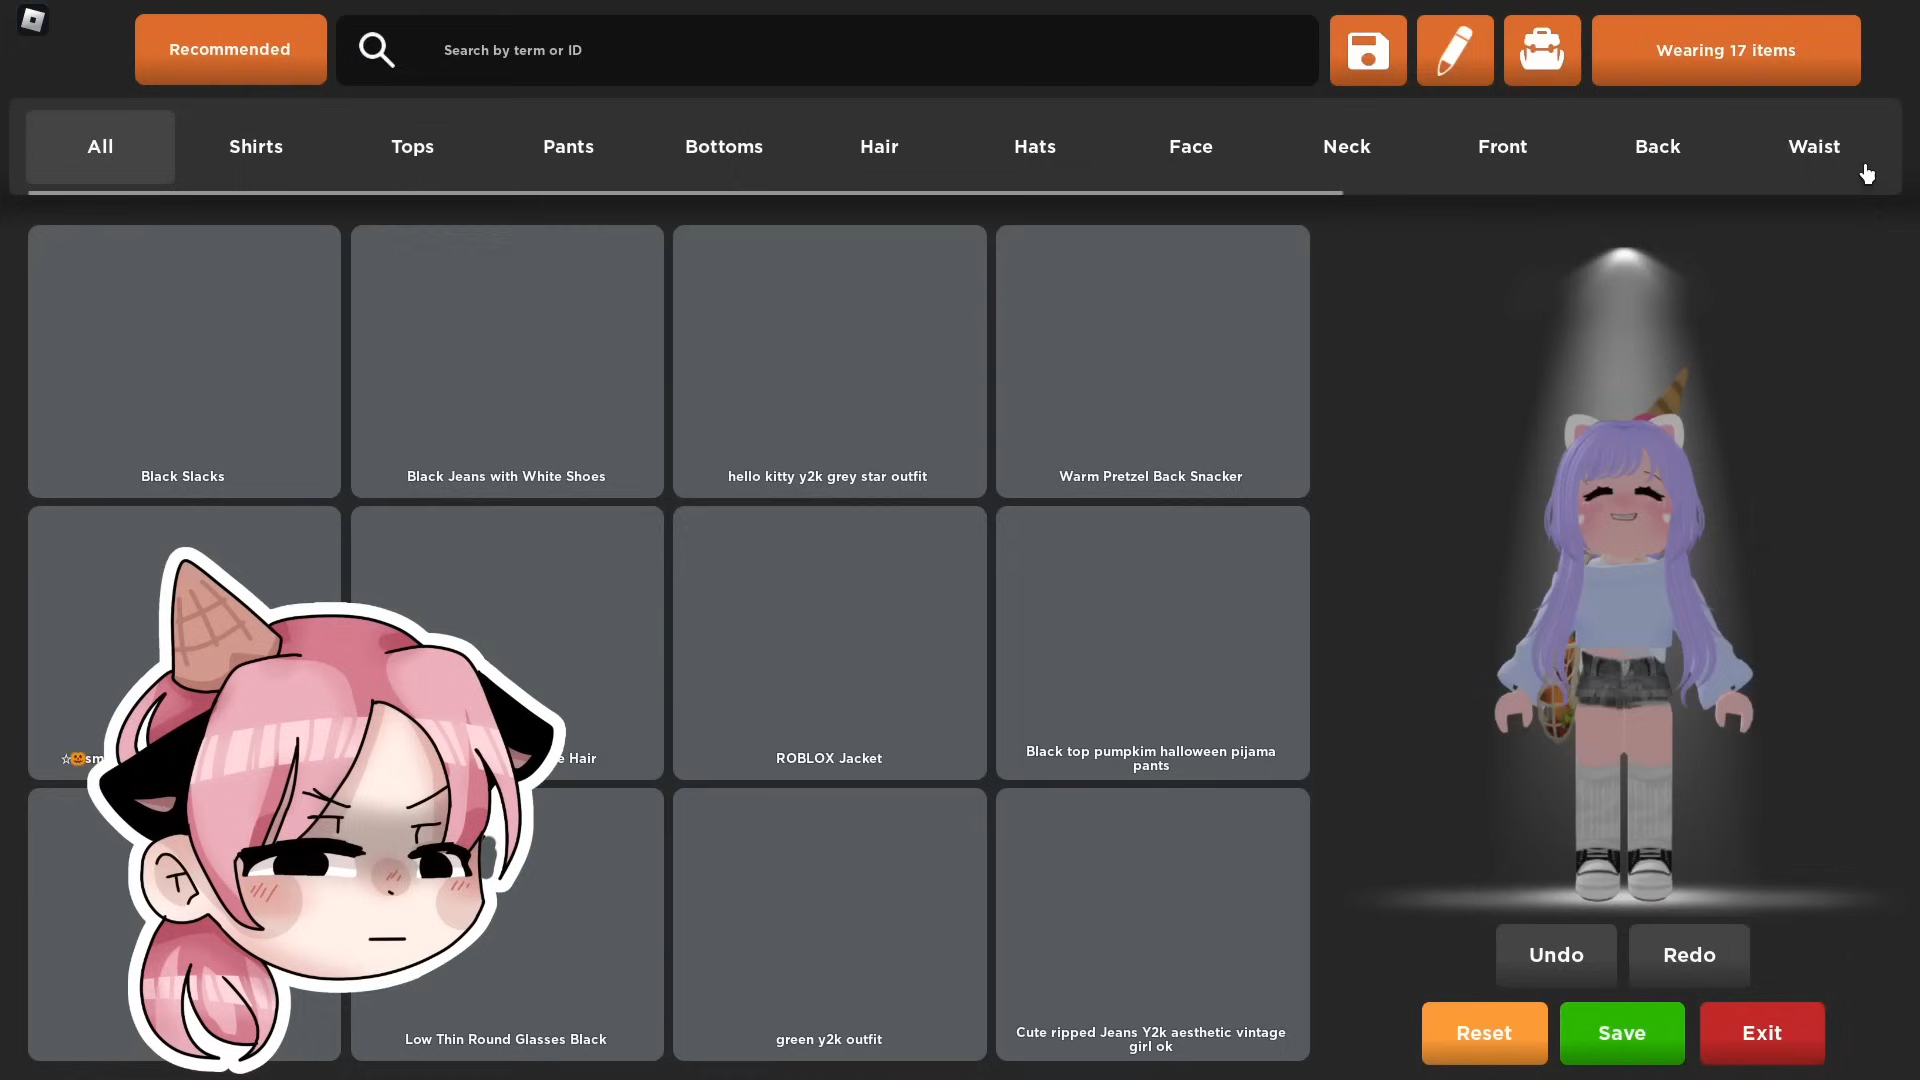 Recommended
Search by term or ID
Wearing 17 items
All
Shirts
Tops
Pants
Bottoms
Hair
Hats
Face
Neck
Front
Back
Waist
Black Slacks
Black Jeans with White Shoes
hello kitty y2k grey star outfit
Warm Pretzel Back Snacker
Hair
ROBLOX Jacket
Black top pumpkim halloween pijama
pants
Low Thin Round Glasses Black
green y2k outfit
Cute ripped Jeans Y2k aesthetic vintage
girl ok
Undo
Redo
Reset
Save
Exit